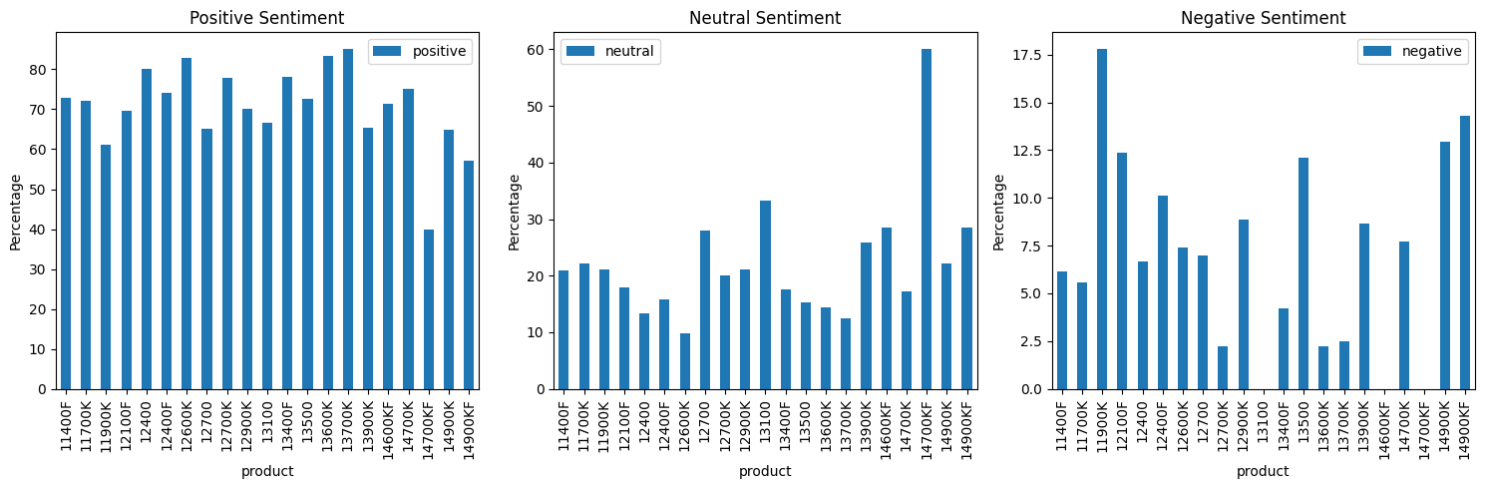 Positive Sentiment
positive
Percentage
80
70
60
50
40
30
20
10
0
11400F
11700K
11900K
12100F
12400
12400F
12600K
12700
12700K
12900K
13100
13400F
13500
13600K
13700K
13900K
14600KF
14700K
14700KF
14900K
14900KF
product
Neutral Sentiment
neutral
Percentage
60
50
40
30
20
10
0
11400F
11700K
11900K
12100F
12400
12400F
12600K
12700
12700K
12900K
13100
13400F
13500
13600K
13700K
13900K
14600KF
14700K
14700KF
14900K
14900KF
product
Negative Sentiment
negative
Percentage
17.5
15.0
12.5
10.0
7.5
5.0
2.5
0.0
11400F
11700K
11900K
12100F
12400
12400F
12600K
12700
12700K
12900K
13100
13400F
13500
13600K
13700K
13900K
14600KF
14700K
14700KF
14900K
14900KF
product